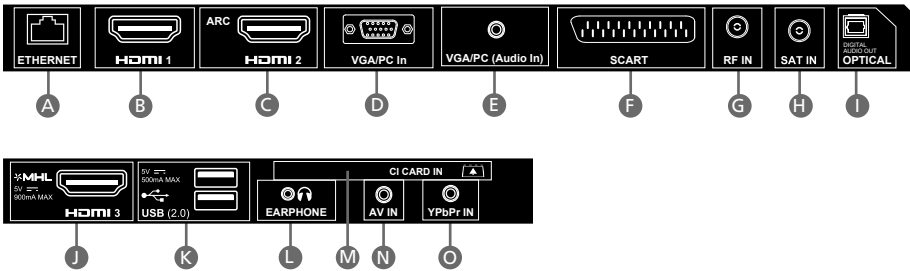 ARC
ETHERNET
HDMI 1
HDMI 2
VGA/PC In
VGA/PC (Audio In)
SCART
RF IN
SAT IN
DIGITAL
AUDIO OUT
OPTICAL
A
B
C
D
E
F
G
H
I
MHL
5V
900mA MAX
HDMI 3
5V
500mA MAX
USB (2.0)
CI CARD IN
EARPHONE
AV IN
YPbPr IN
J
K
L
M
N
O